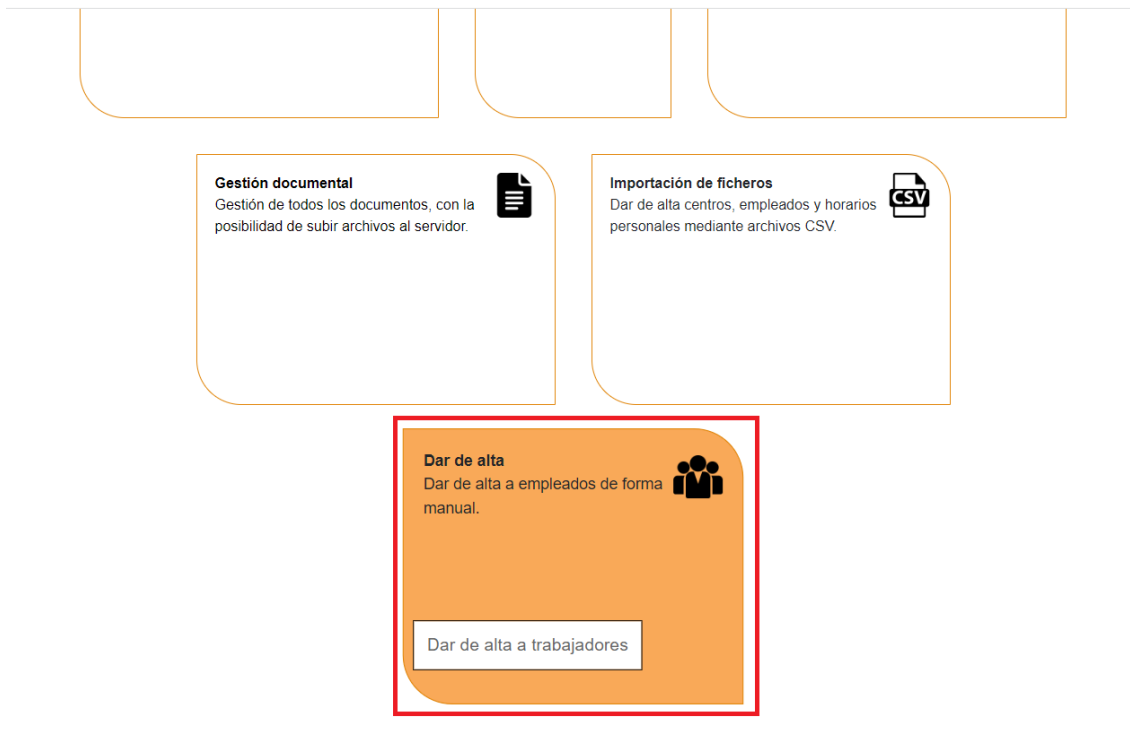 Gestión documental
Gestión de todos los documentos, con la
posibilidad de subir archivos al servidor.
Importación de ficheros
Dar de alta centros, empleados y horarios
personales mediante archivos CSV.
CSV
Dar de alta
Dar de alta a empleados de forma
manual.
Dar de alta a trabajadores